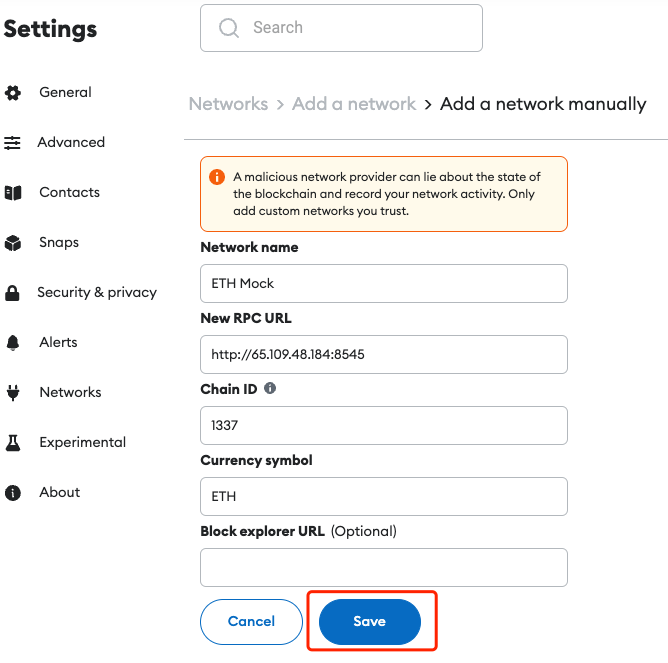 Settings
Search
General
Advanced
Contacts
Snaps
Security & privacy
Alerts
Networks
Experimental
About
Networks > Add a network > Add a network manually
A malicious network provider can lie about the state of
the blockchain and record your network activity. Only
add custom networks you trust.
Network name
ETH Mock
New RPC URL
http://65.109.48.184:8545
Chain ID
1337
Currency symbol
ETH
Block explorer URL (Optional)
Cancel
Save